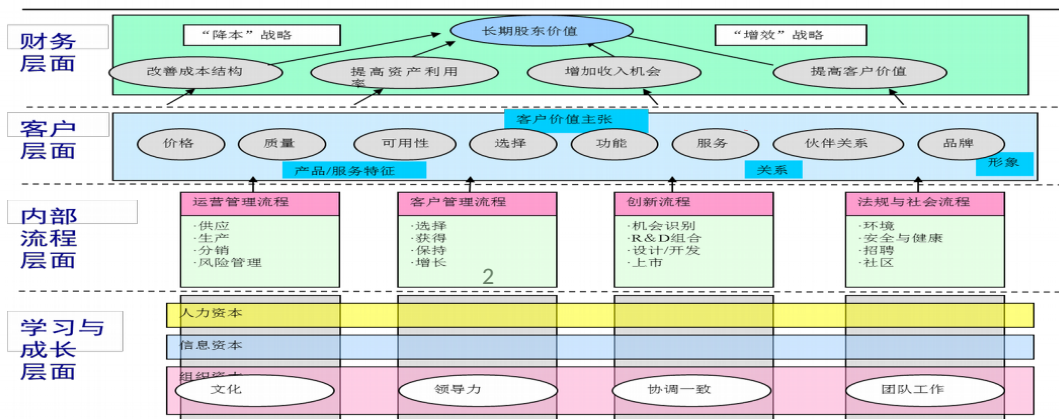 财务
层面
“降本”战略
长期股东价值
“增效”战略
改善成本结构
提高资产利用
率
增加收入机会
提高客户价值
客户
层面
客户价值主张
价格
质量
可用性
选择
功能
服务
伙伴关系
品牌
产品/服务特征
关系
形象
内部
流程
层面
运营管理流程
·供应
·生产
·分销
·风险管理
客户管理流程
·选择
·获得
·保持
·增长
2
创新流程
·机会识别
·R&D组合
·设计/开发
·上市
法规与社会流程
·环境
·安全与健康
·招聘
·社区
学习与
成长
层面
人力资本
信息资本
组织资本
文化
领导力
协调一致
团队工作